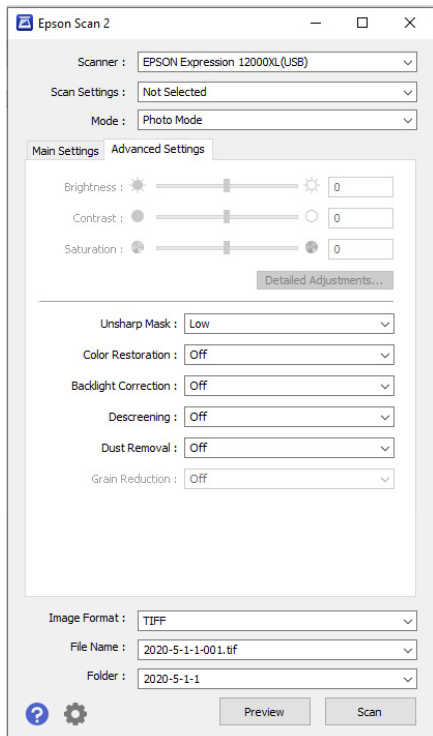 Epson Scan 2
Scanner : EPSON Expression 12000XL(USB)
Scan Settings : Not Selected
Mode : Photo Mode
Main Settings Advanced Settings
Brightness : 0
Contrast : 0
Saturation : 0
Detailed Adjustments...
Unsharp Mask : Low
Color Restoration : Off
Backlight Correction : Off
Descreening : Off
Dust Removal : Off
Grain Reduction : Off
Image Format : TIFF
File Name : 2020-5-1-1-001.tif
Folder : 2020-5-1-1
? Preview Scan